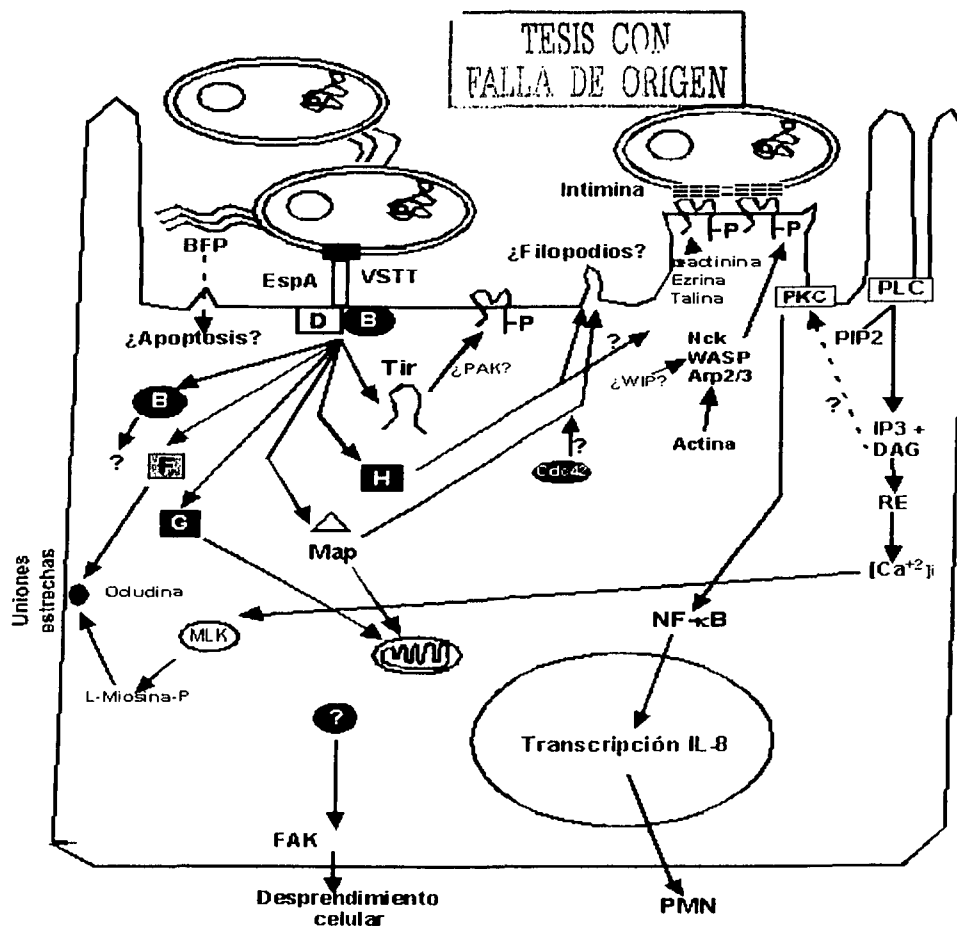 TESIS CON
FALLA DE ORIGEN
Intimina
BFP
EspA
VSTT
¿Filopodios?
P
P
Ezrina
Talina
PKC
PLC
D
B
P
¿Apoptosis?
PIP2
Nck
WASP
Arp2/3
?
¿WIP?
¿PAK?
Tir
?
B
?
F
H
?
Cdc42
Actina
IP3 +
DAG
G
RE
Map
Uniones
estrechas
Ocludina
[Ca+2]i
MLK
NF-κB
L-Miosina-P
?
Transcripción IL-8
FAK
Desprendimiento
celular
PMN